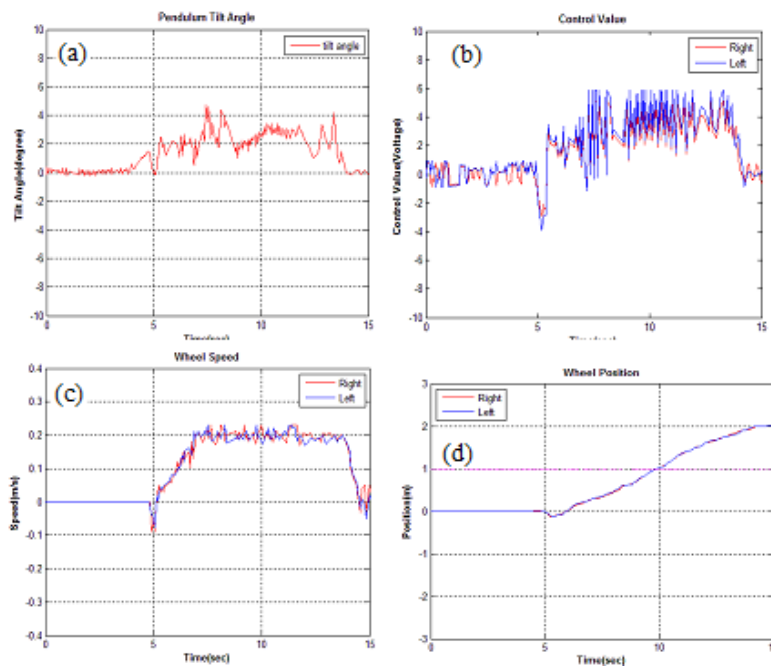 Pendulum Tilt Angle
(a)
tilt angle
Tilt Angle(degree)
10
8
6
4
2
0
-2
-4
-6
-8
-10
0
5
10
15
Time(sec)
Control Value
(b)
Right
Left
Control Value(Voltage)
10
8
6
4
2
0
-2
-4
-6
-8
-10
0
5
10
15
Wheel Speed
(c)
Right
Left
Speed(m/s)
0.4
0.3
0.2
0.1
0
-0.1
-0.2
-0.3
-0.4
0
5
10
15
Time(sec)
Wheel Position
(d)
Right
Left
Position(m)
3
2
1
0
-1
-2
-3
0
5
10
15
Time(sec)